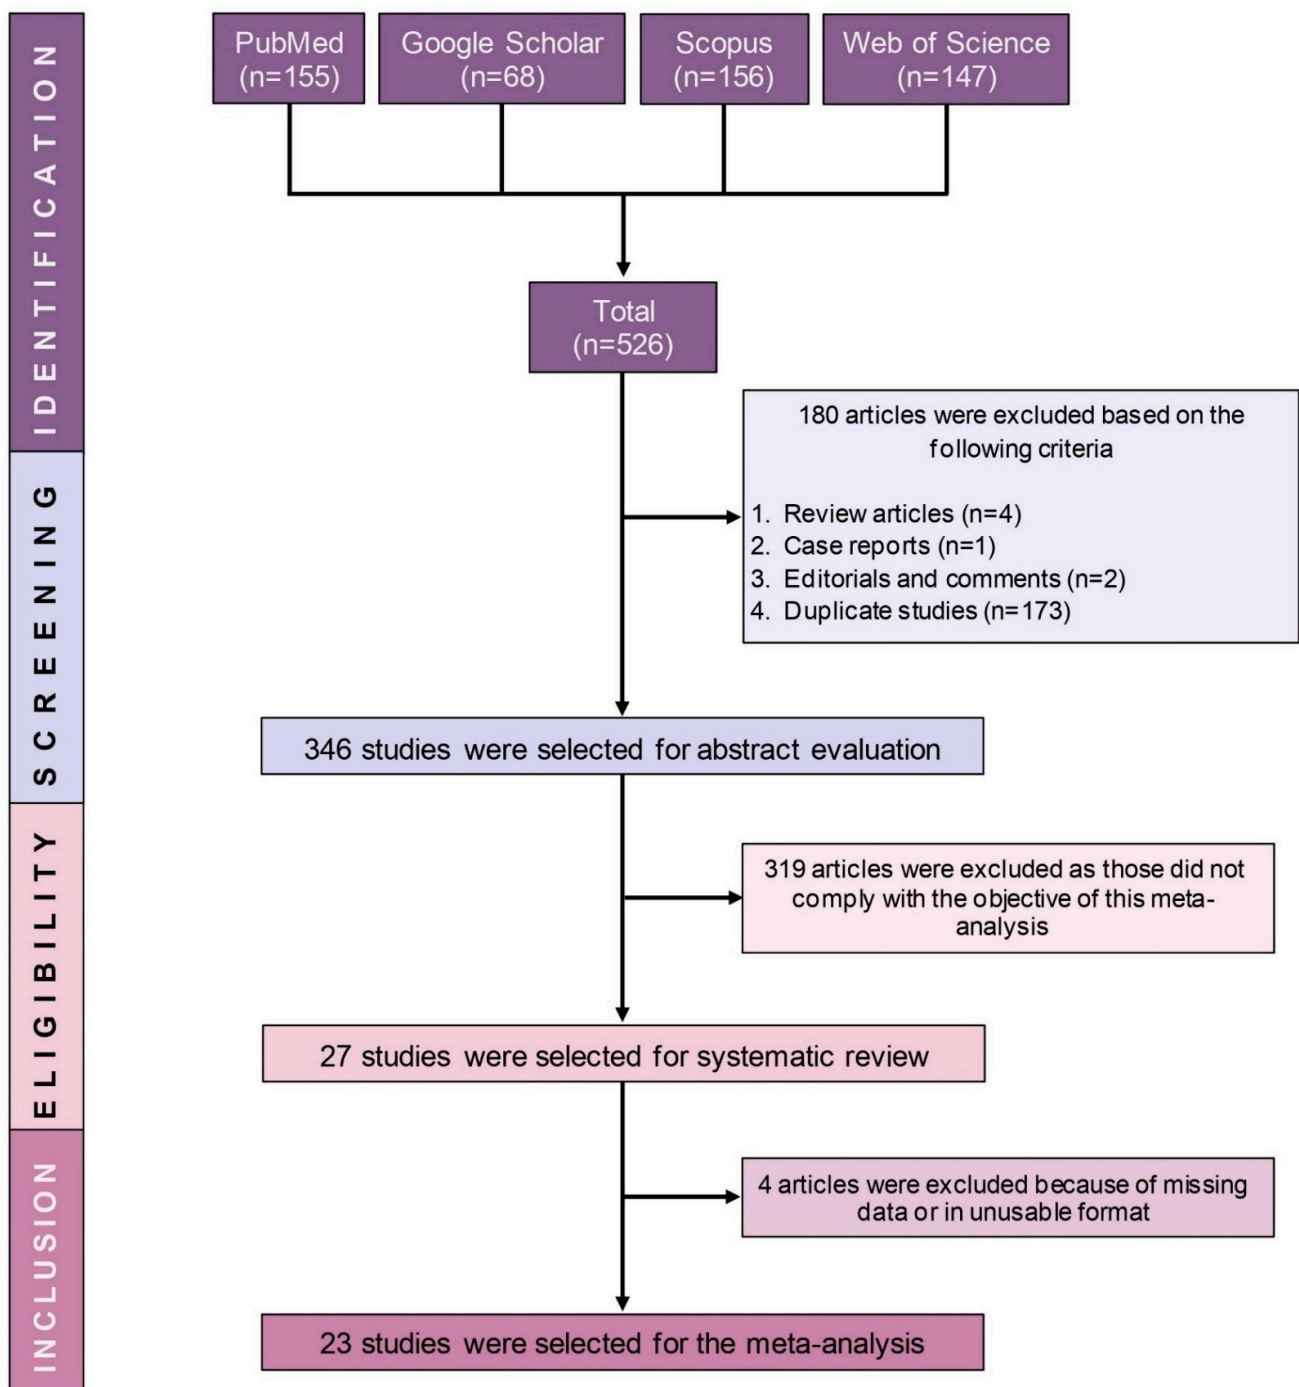 IDENTIFICATION
PubMed
(n=155)
Google Scholar
(n=68)
Scopus
(n=156)
Web of Science
(n=147)
Total
(n=526)
SCREENING
180 articles were excluded based on the
following criteria
1. Review articles (n=4)
2. Case reports (n=1)
3. Editorials and comments (n=2)
4. Duplicate studies (n=173)
346 studies were selected for abstract evaluation
ELIGIBILITY
319 articles were excluded as those did not
comply with the objective of this meta-
analysis
27 studies were selected for systematic review
INCLUSION
4 articles were excluded because of missing
data or in unusable format
23 studies were selected for the meta-analysis